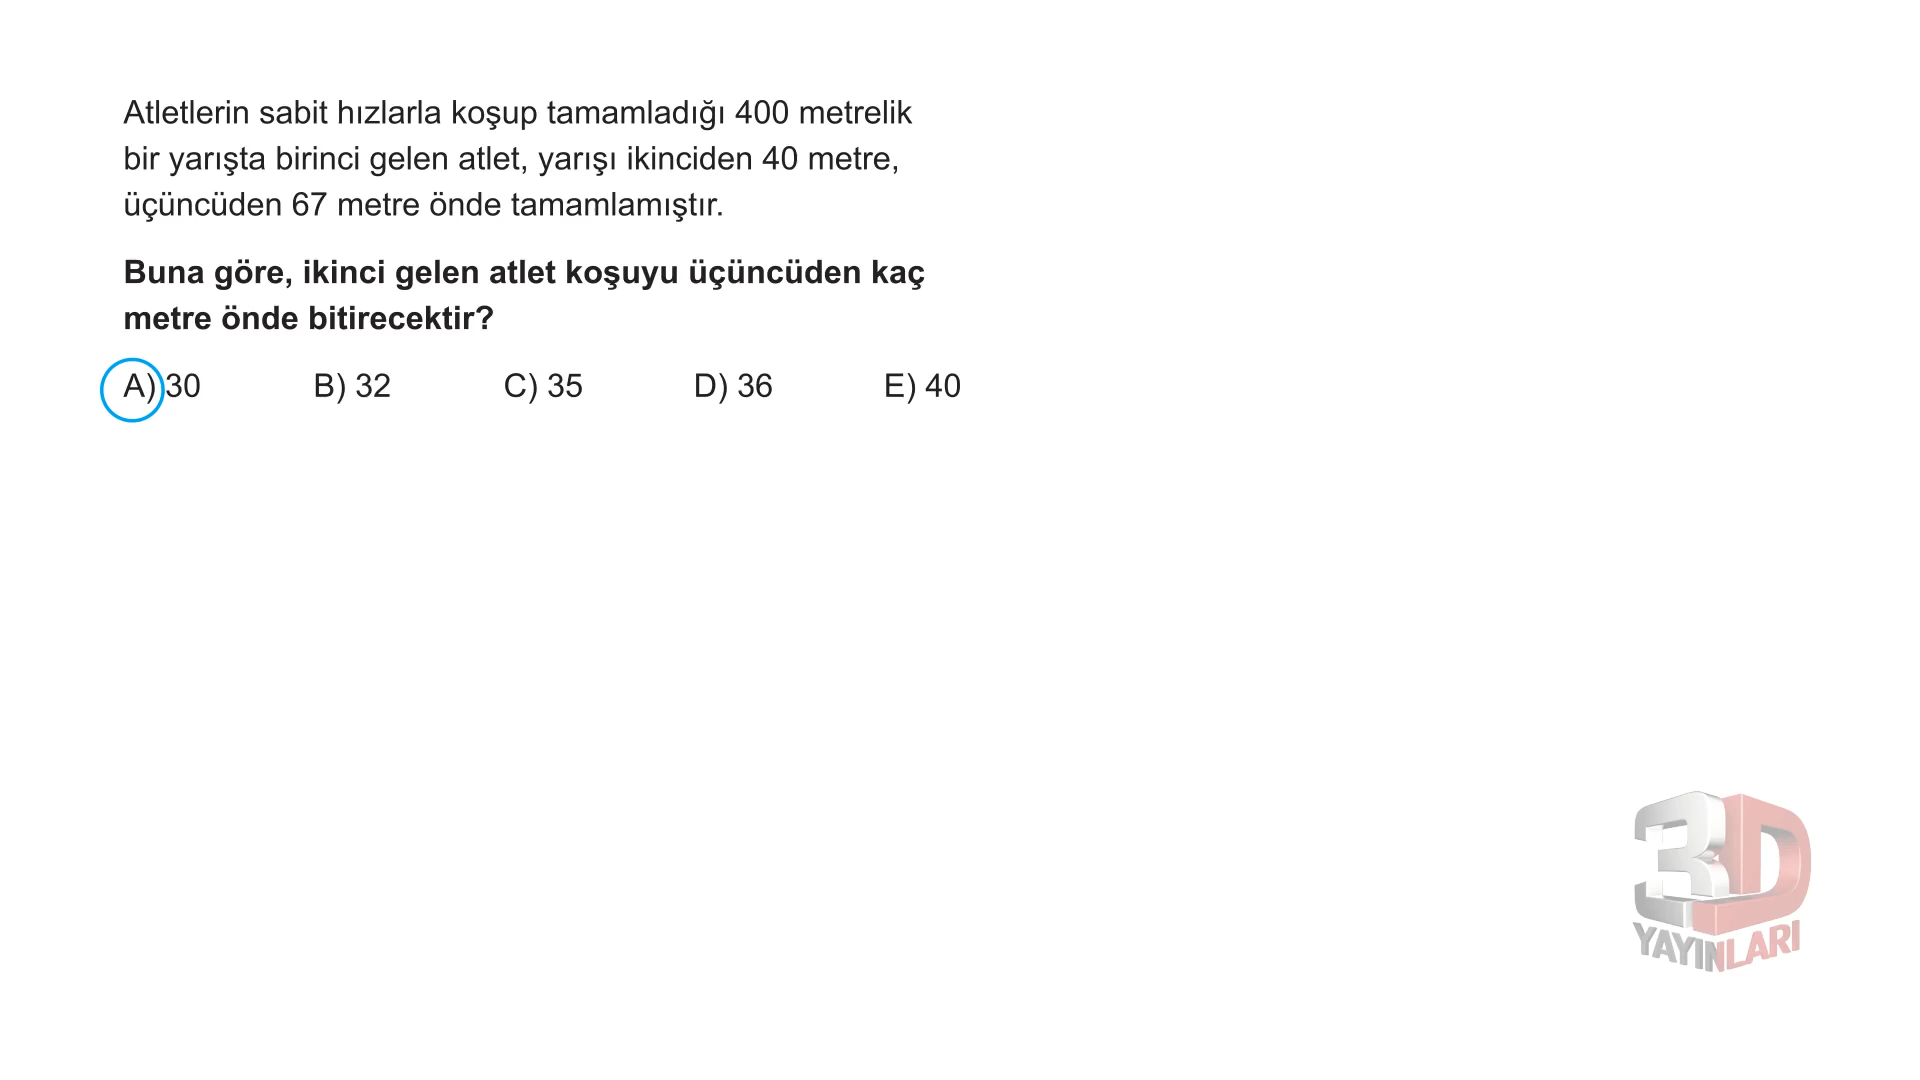 Atletlerin sabit hızlarla koşup tamamladığı 400 metrelik
bir yarışta birinci gelen atlet, yarışı ikinciden 40 metre,
üçüncüden 67 metre önde tamamlamıştır.
Buna göre, ikinci gelen atlet koşuyu üçüncüden kaç
metre önde bitirecektir?
A) 30 B) 32 C) 35 D) 36 E) 40
3D
YAYINLARI